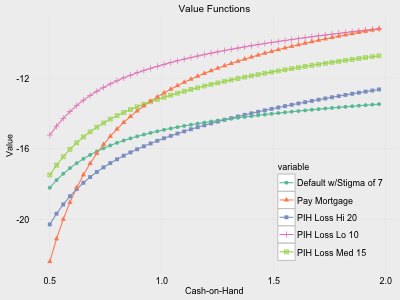 Value Functions
-12
-16
-20
Value
0.5
1.0
1.5
2.0
Cash-on-Hand
variable
Default w/Stigma of 7
Pay Mortgage
PIH Loss Hi 20
PIH Loss Lo 10
PIH Loss Med 15